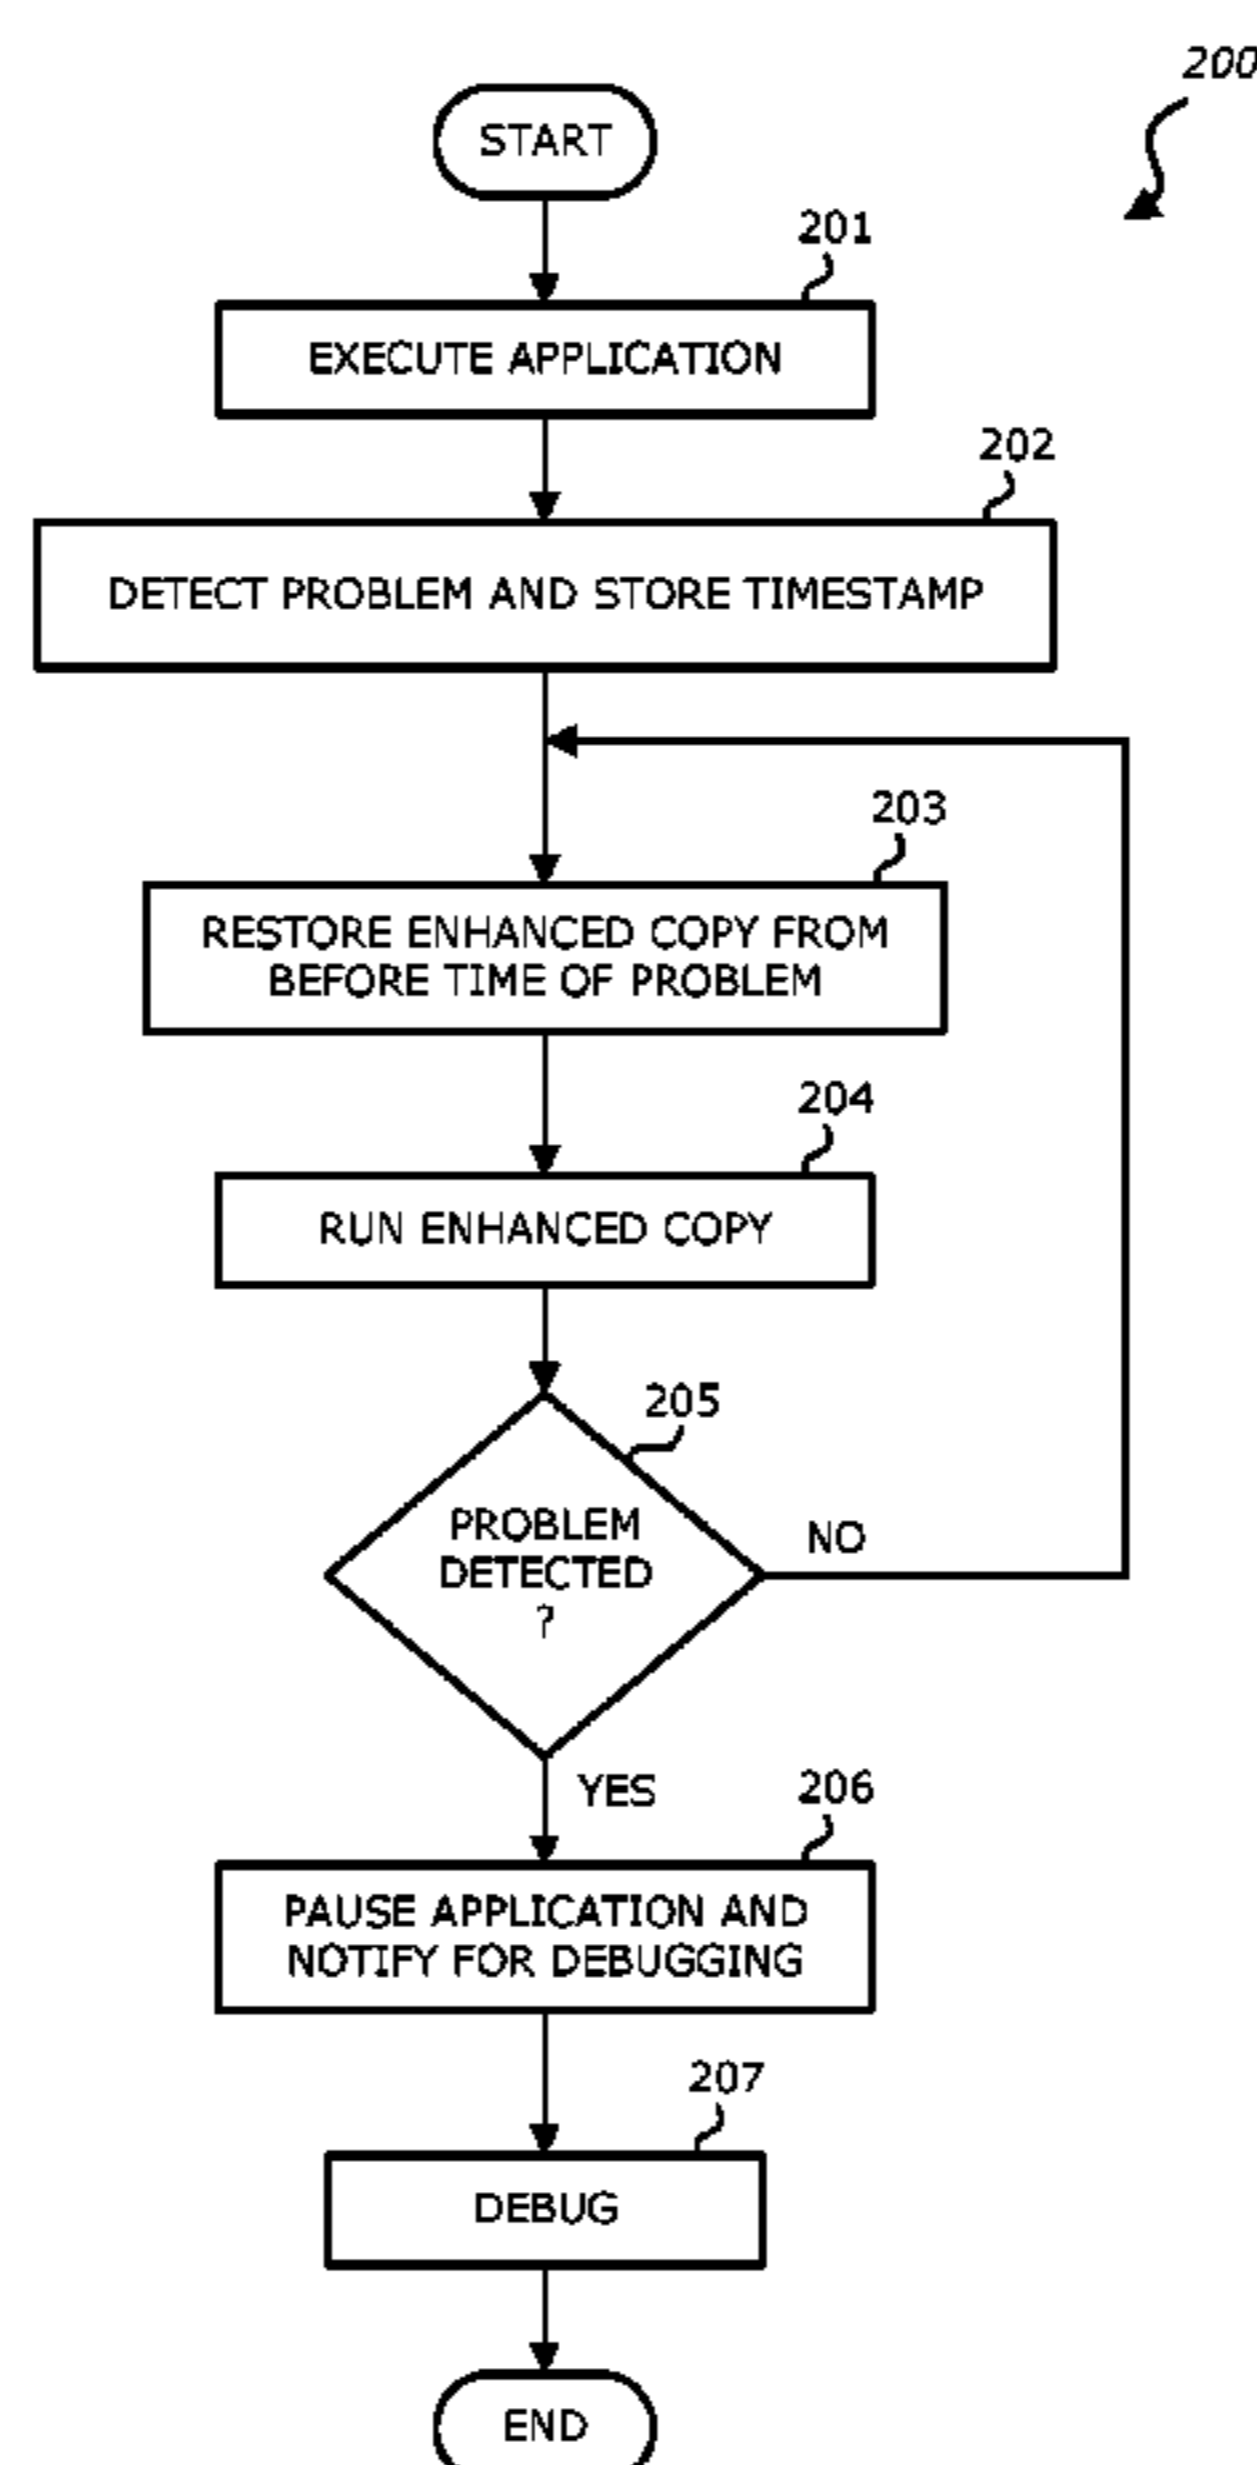 200
START
201
EXECUTE APPLICATION
202
DETECT PROBLEM AND STORE TIMESTAMP
203
RESTORE ENHANCED COPY FROM
BEFORE TIME OF PROBLEM
204
RUN ENHANCED COPY
205
PROBLEM
DETECTED
?
NO
YES
206
PAUSE APPLICATION AND
NOTIFY FOR DEBUGGING
207
DEBUG
END